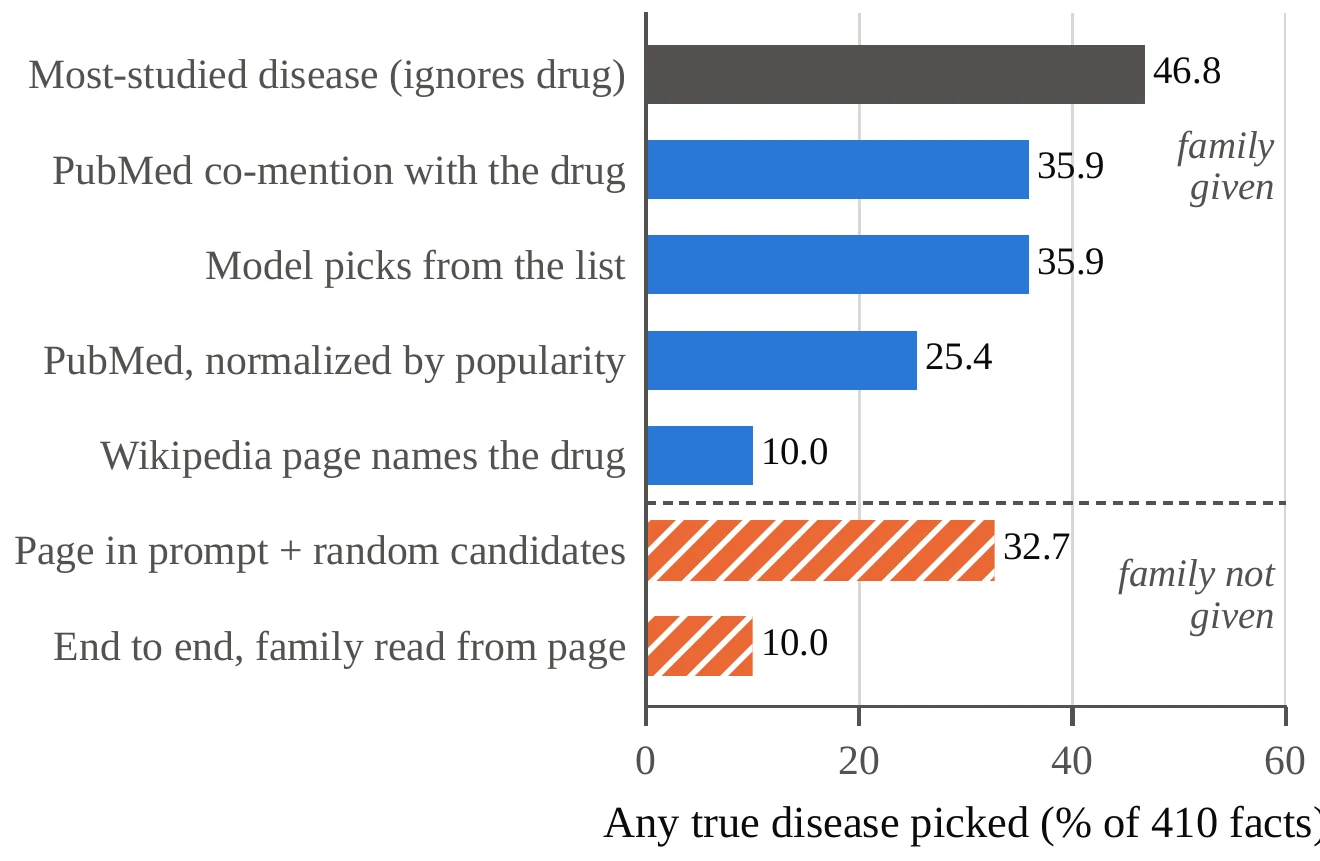 Most-studied disease (ignores drug) 46.8
PubMed co-mention with the drug 35.9
family
given
Model picks from the list 35.9
PubMed, normalized by popularity 25.4
Wikipedia page names the drug 10.0
Page in prompt + random candidates 32.7
family not
given
End to end, family read from page 10.0
0 20 40 60
Any true disease picked (% of 410 facts)